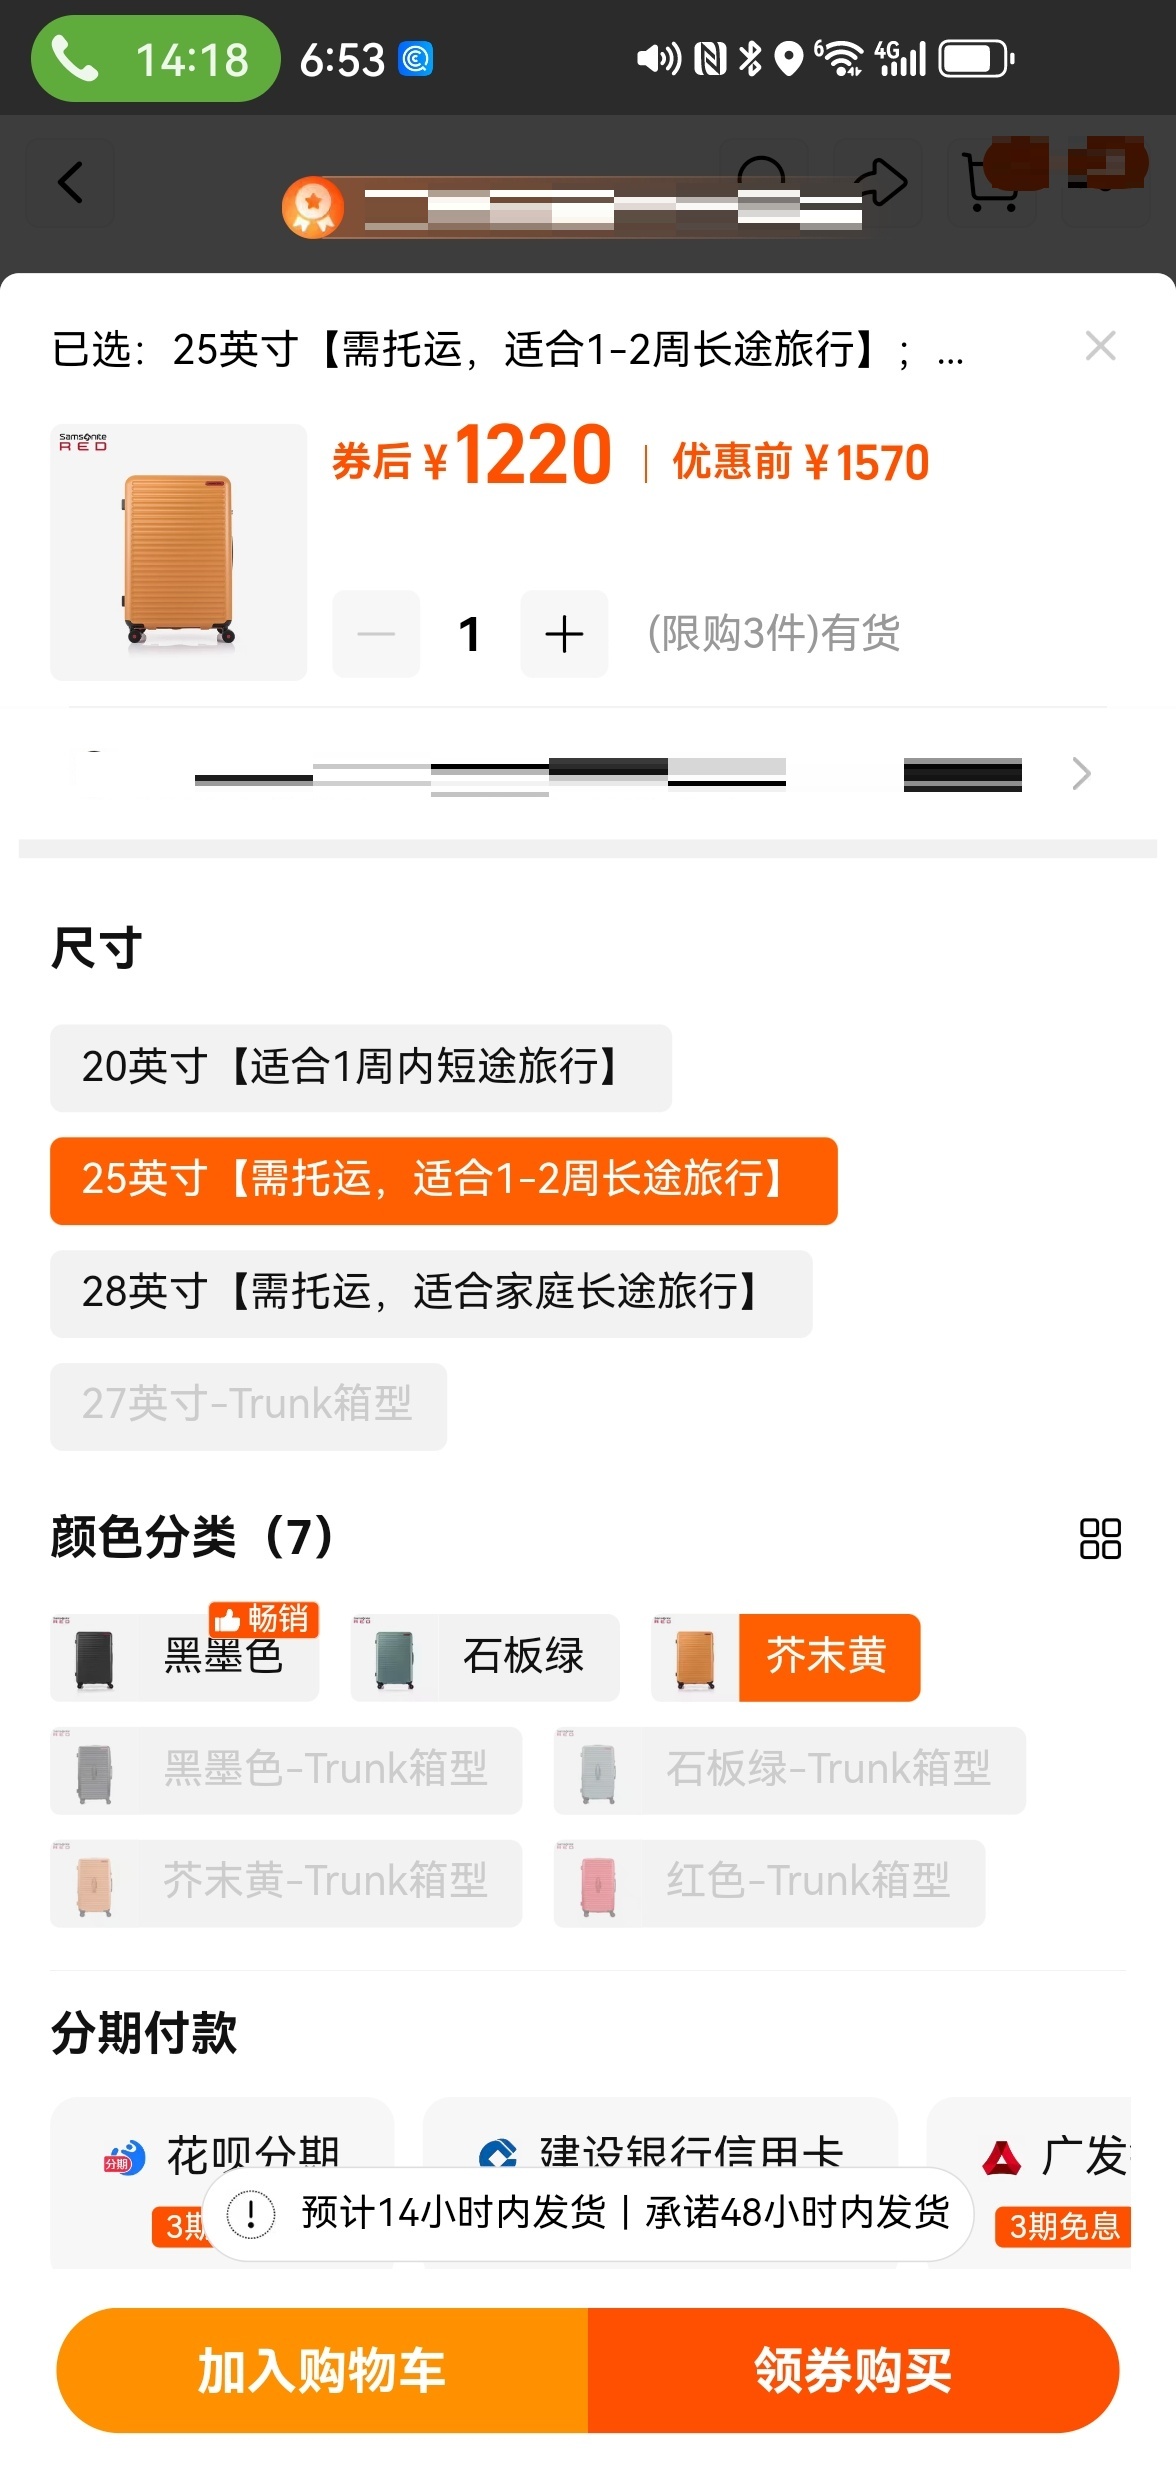 14:18 6:53 6 4G
已选：25英寸【需托运，适合1-2周长途旅行】；...
Samsonite
RED
券后 ¥1220 | 优惠前 ¥1570
1 (限购3件)有货
尺寸
20英寸【适合1周内短途旅行】
25英寸【需托运，适合1-2周长途旅行】
28英寸【需托运，适合家庭长途旅行】
27英寸-Trunk箱型
颜色分类（7）
畅销
黑墨色 石板绿 芥末黄
黑墨色-Trunk箱型 石板绿-Trunk箱型
芥末黄-Trunk箱型 红色-Trunk箱型
分期付款
分期 花呗分期 建设银行信用卡 广发
3期 3期免息
预计14小时内发货 | 承诺48小时内发货
加入购物车 领券购买